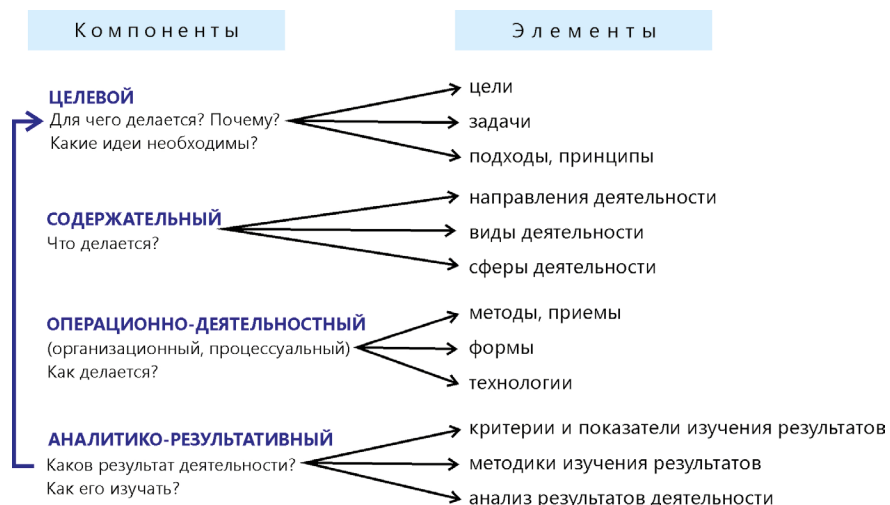 Компоненты
Элементы
ЦЕЛЕВОЙ
Для чего делается? Почему?
Какие идеи необходимы?
цели
задачи
подходы, принципы
СОДЕРЖАТЕЛЬНЫЙ
Что делается?
направления деятельности
виды деятельности
сферы деятельности
ОПЕРАЦИОННО-ДЕЯТЕЛЬНОСТНЫЙ
(организационный, процессуальный)
Как делается?
методы, приемы
формы
технологии
АНАЛИТИКО-РЕЗУЛЬТАТИВНЫЙ
Каков результат деятельности?
Как его изучать?
критерии и показатели изучения результатов
методики изучения результатов
анализ результатов деятельности